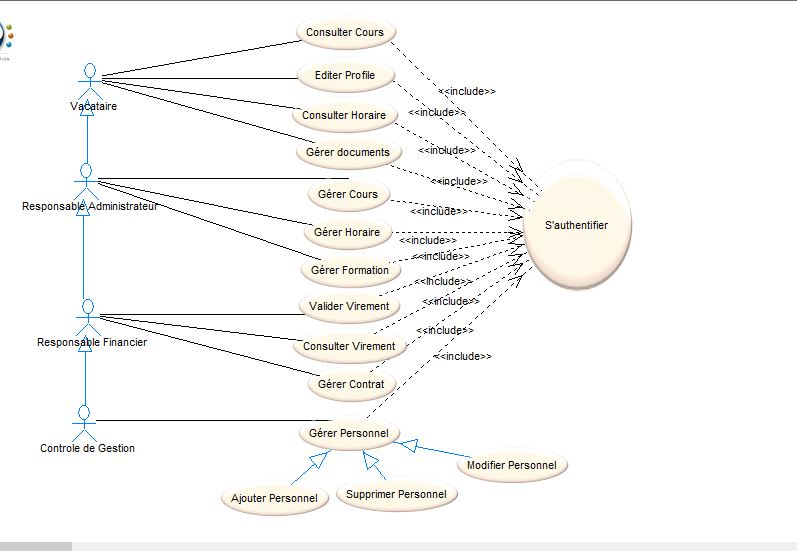 Consulter Cours
Editer Profile
<<include>>
Vacataire
Consulter Horaire
<<include>>
Gérer documents
<<include>>
<<include>>
Responsable Administrateur
Gérer Cours
<<include>>
S'authentifier
Gérer Horaire
<<include>>
<<include>>
Gérer Formation
<<include>>
Valider Virement
<<include>>
Responsable Financier
Consulter Virement
<<include>>
<<include>>
Gérer Contrat
Controle de Gestion
Gérer Personnel
Modifier Personnel
Ajouter Personnel
Supprimer Personnel